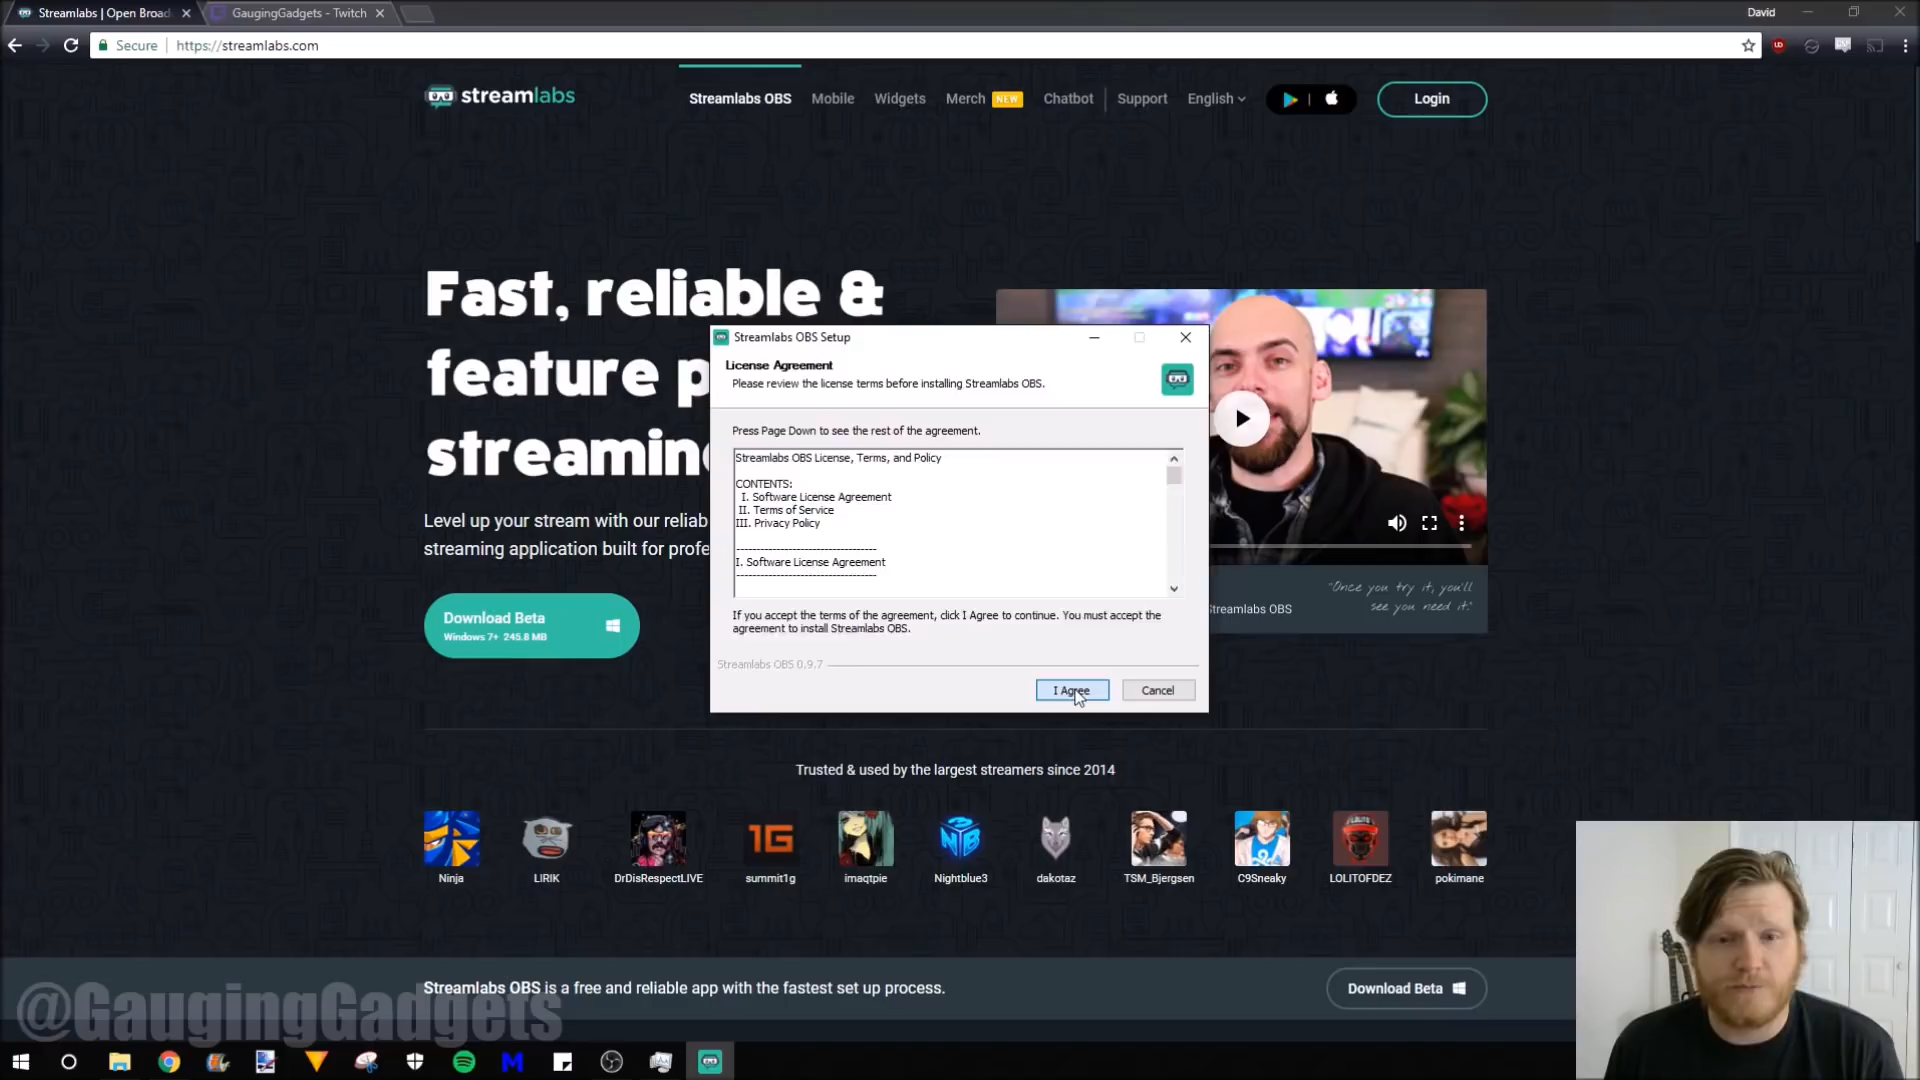 Streamlabs | Open Broad
GaugingGadgets - Twitch
David
Secure
https://streamlabs.com
streamlabs
Streamlabs OBS
Mobile
Widgets
Merch NEW
Chatbot
Support
English
Login
Fast, reliable &
feature p
streamin
Level up your stream with our reliab
streaming application built for profe
Download Beta
Windows 7+ 245.8 MB
Streamlabs OBS Setup
License Agreement
Please review the license terms before installing Streamlabs OBS.
Press Page Down to see the rest of the agreement.
Streamlabs OBS License, Terms, and Policy
CONTENTS:
I. Software License Agreement
II. Terms of Service
III. Privacy Policy
-----------------------------------
I. Software License Agreement
-----------------------------------
If you accept the terms of the agreement, click I Agree to continue. You must accept the
agreement to install Streamlabs OBS.
Streamlabs OBS 0.9.7
I Agree
Cancel
Streamlabs OBS
"Once you try it, you'll
see you need it."
Trusted & used by the largest streamers since 2014
1G
NB
Ninja
LIRIK
DrDisRespectLIVE
summit1g
imaqtpie
Nightblue3
dakotaz
TSM_Bjergsen
C9Sneaky
LOLITOFDEZ
pokimane
Streamlabs OBS is a free and reliable app with the fastest set up process.
Download Beta
@GaugingGadgets